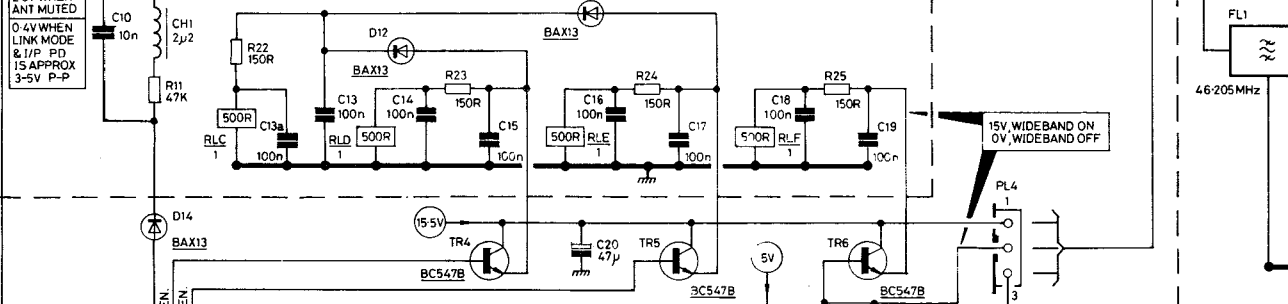 ANT MUTED
0·4V WHEN
LINK MODE
& I/P PD
IS APPROX
3-5V P-P
C10
10n
CH1
2μ2
R11
47K
R22
150R
D12
BAX13
BAX13
R23
150R
R24
150R
R25
150R
FL1
46·205MHz
500R
RLC
1
C13a
100n
C13
100n
RLD
1
500R
C14
100n
C15
100n
500R
RLE
1
C16
100n
C17
100n
500R
RLF
1
C18
100n
C19
100n
15V, WIDEBAND ON
0V, WIDEBAND OFF
PL4
1
3
D14
BAX13
15·5V
TR4
BC547B
C20
47μ
TR5
BC547B
5V
TR6
BC547B
EN.
EN.